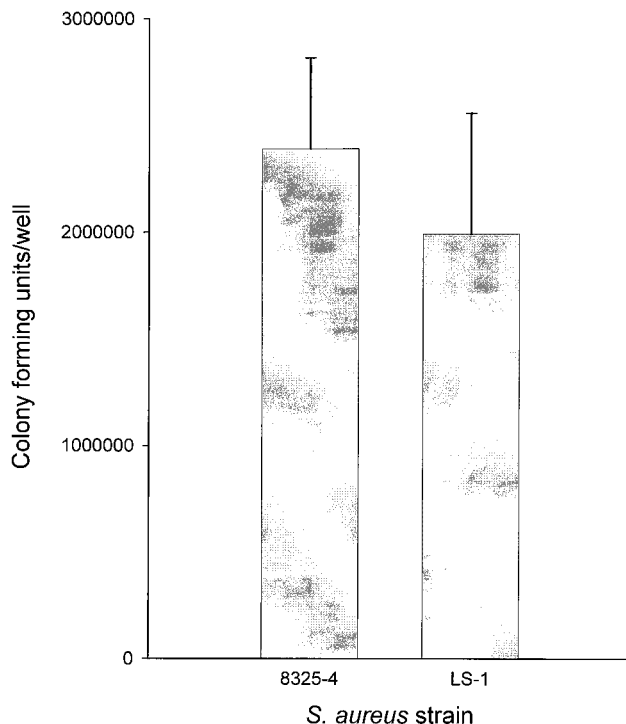 3000000
2000000
1000000
0
Colony forming units/well
8325-4 LS-1
S. aureus strain